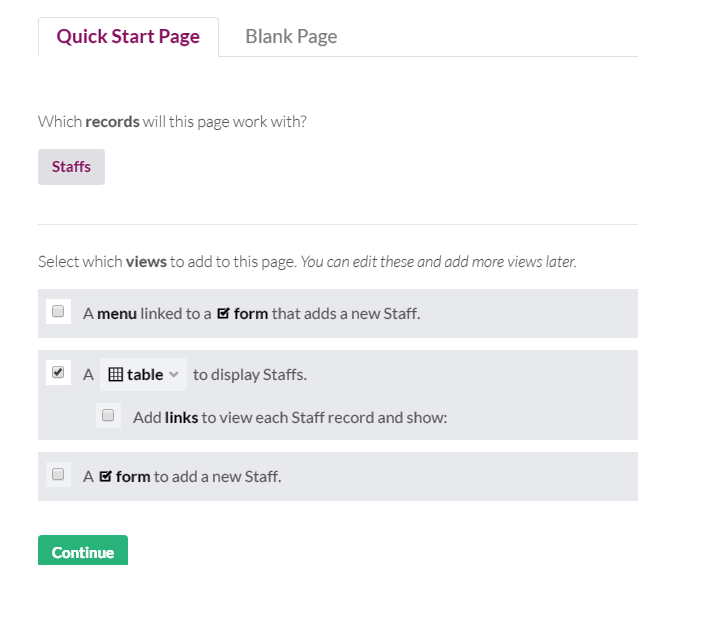 Quick Start Page Blank Page
Which records will this page work with?
Staffs
Select which views to add to this page. You can edit these and add more views later.
A menu linked to a form that adds a new Staff.
A table to display Staffs.
Add links to view each Staff record and show:
A form to add a new Staff.
Continue